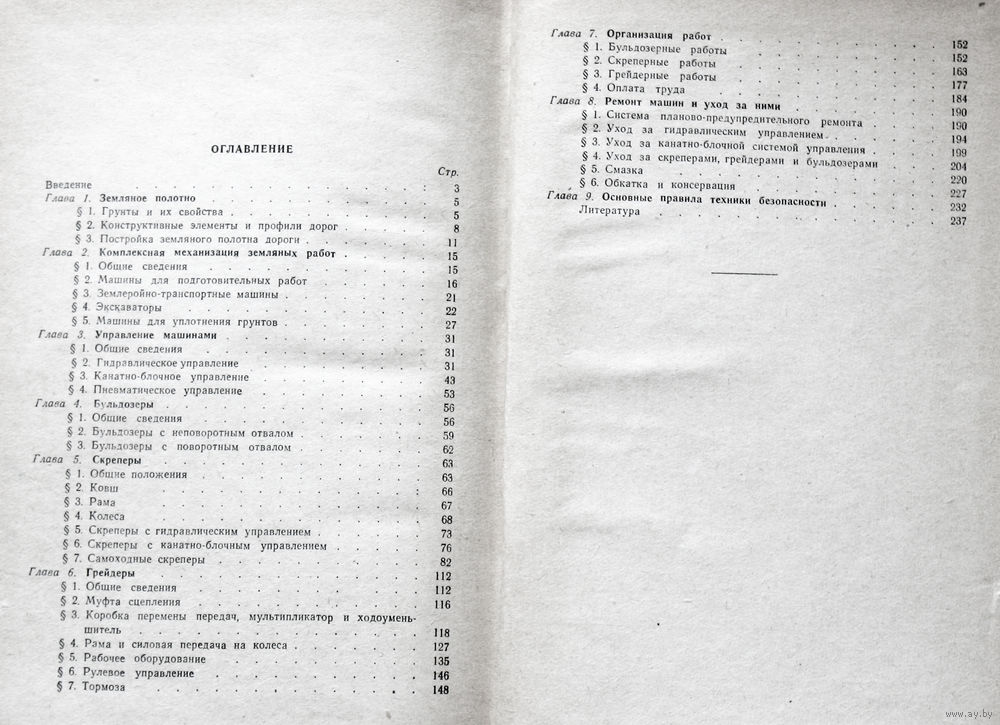 ОГЛАВЛЕНИЕ
Стр.
Введение . . . . . . . . . . 3
Глава 1. Земляное полотно . . . . . . . . 5
§ 1. Грунты и их свойства . . . . . . . . 5
§ 2. Конструктивные элементы и профили дорог . . . . 8
§ 3. Постройка земляного полотна дороги . . . . . 11
Глава 2. Комплексная механизация земляных работ . . . . 15
§ 1. Общие сведения . . . . . . . . 15
§ 2. Машины для подготовительных работ . . . . 16
§ 3. Землеройно-транспортные машины . . . . . 21
§ 4. Экскаваторы . . . . . . . . 22
§ 5. Машины для уплотнения грунтов . . . . . 27
Глава 3. Управление машинами . . . . . . . 31
§ 1. Общие сведения . . . . . . . . 31
§ 2. Гидравлическое управление . . . . . . 31
§ 3. Канатно-блочное управление . . . . . . 43
§ 4. Пневматическое управление . . . . . . 53
Глава 4. Бульдозеры . . . . . . . . . 56
§ 1. Общие сведения . . . . . . . . 56
§ 2. Бульдозеры с неповоротным отвалом . . . . . 59
§ 3. Бульдозеры с поворотным отвалом . . . . . 62
Глава 5. Скреперы . . . . . . . . . 63
§ 1. Общие положения . . . . . . . . 63
§ 2. Ковш . . . . . . . . . 66
§ 3. Рама . . . . . . . . . 67
§ 4. Колеса . . . . . . . . . 68
§ 5. Скреперы с гидравлическим управлением . . . . 73
§ 6. Скреперы с канатно-блочным управлением . . . . 76
§ 7. Самоходные скреперы . . . . . . . 82
Глава 6. Грейдеры . . . . . . . . . 112
§ 1. Общие сведения . . . . . . . . 112
§ 2. Муфта сцепления . . . . . . . . 116
§ 3. Коробка перемены передач, мультипликатор и ходоумень-
шитель . . . . . . . . . 118
§ 4. Рама и силовая передача на колеса . . . . . 127
§ 5. Рабочее оборудование . . . . . . . 135
§ 6. Рулевое управление . . . . . . . 146
§ 7. Тормоза . . . . . . . . . 148
Глава 7. Организация работ . . . . . . . 152
§ 1. Бульдозерные работы . . . . . . . 152
§ 2. Скреперные работы . . . . . . . 163
§ 3. Грейдерные работы . . . . . . . 177
§ 4. Оплата труда . . . . . . . . 184
Глава 8. Ремонт машин и уход за ними . . . . . 190
§ 1. Система планово-предупредительного ремонта . . . . 190
§ 2. Уход за гидравлическим управлением . . . . . 194
§ 3. Уход за канатно-блочной системой управления . . . . 199
§ 4. Уход за скреперами, грейдерами и бульдозерами . . . 204
§ 5. Смазка . . . . . . . . . 220
§ 6. Обкатка и консервация . . . . . . . 227
Глава 9. Основные правила техники безопасности . . . . 232
Литература . . . . . . . . . 237
www.ay.by